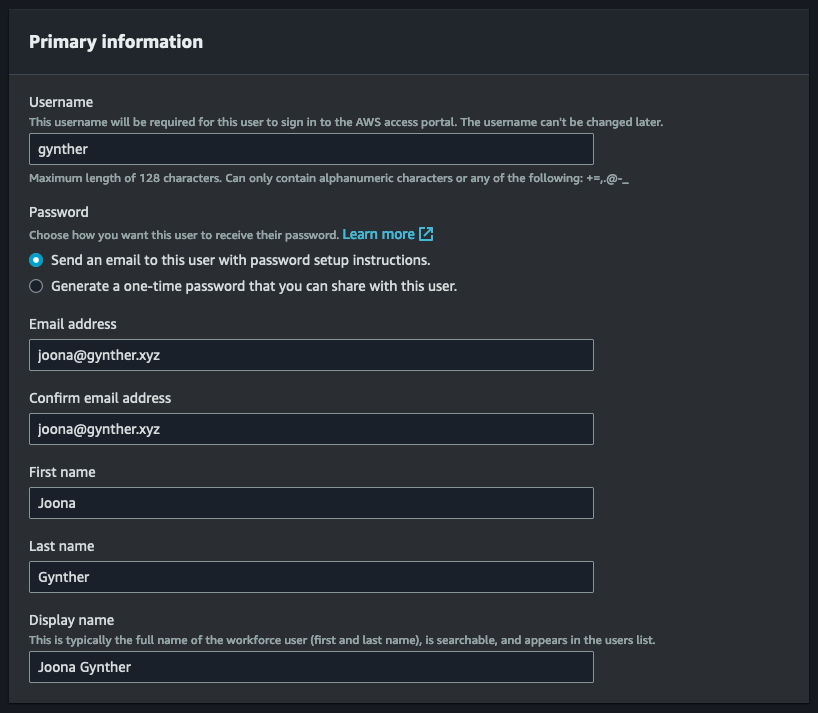 Primary information
Username
This username will be required for this user to sign in to the AWS access portal. The username can't be changed later.
gynther
Maximum length of 128 characters. Can only contain alphanumeric characters or any of the following: +=,.@-_
Password
Choose how you want this user to receive their password. Learn more
Send an email to this user with password setup instructions.
Generate a one-time password that you can share with this user.
Email address
joona@gynther.xyz
Confirm email address
joona@gynther.xyz
First name
Joona
Last name
Gynther
Display name
This is typically the full name of the workforce user (first and last name), is searchable, and appears in the users list.
Joona Gynther